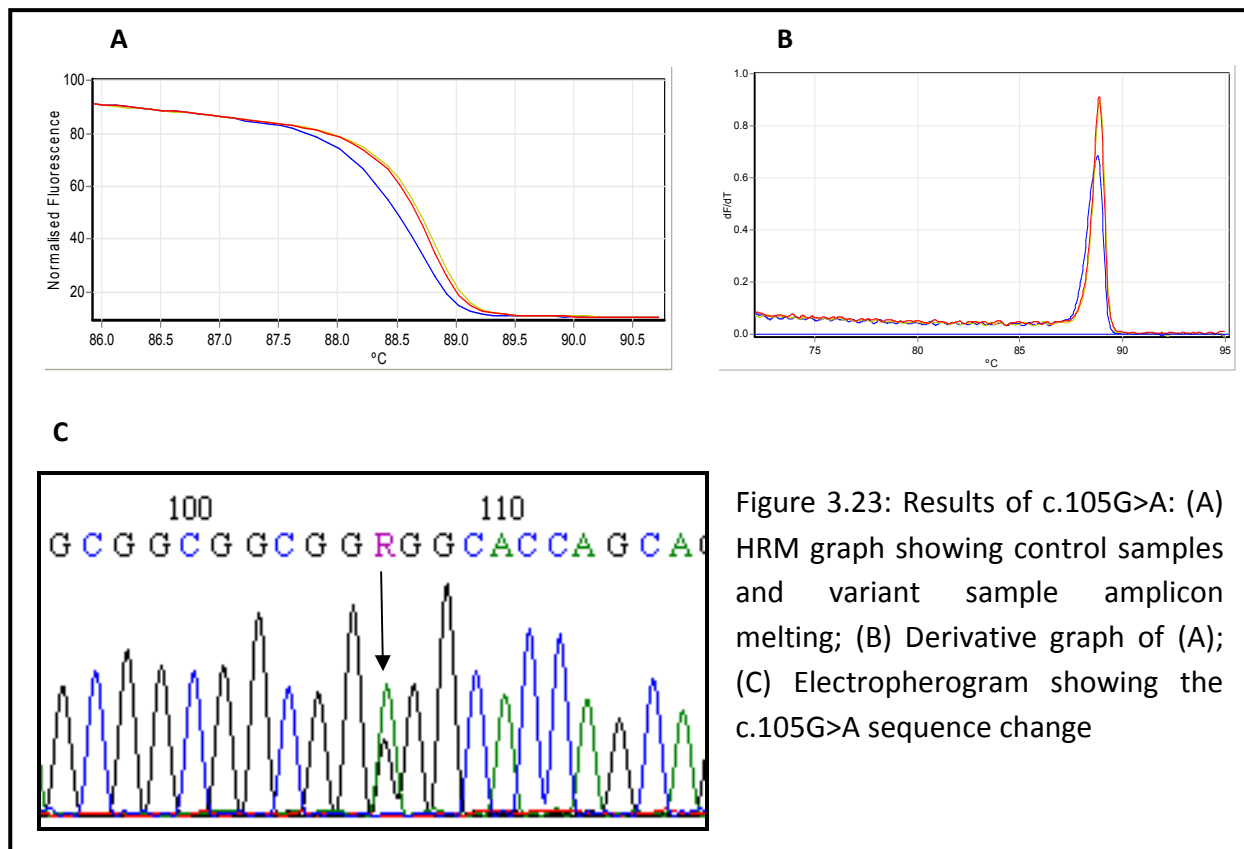 A
100
80
60
40
20
Normalised Fluorescence
86.0 86.5 87.0 87.5 88.0 88.5 89.0 89.5 90.0 90.5
ºC
B
1.0
0.8
0.6
0.4
0.2
0.0
dF/dT
75 80 85 90 95
ºC
C
100 110
G C G G C G G C G G R G G C A C C A G C A
Figure 3.23: Results of c.105G>A: (A)
HRM graph showing control samples
and variant sample amplicon
melting; (B) Derivative graph of (A);
(C) Electropherogram showing the
c.105G>A sequence change